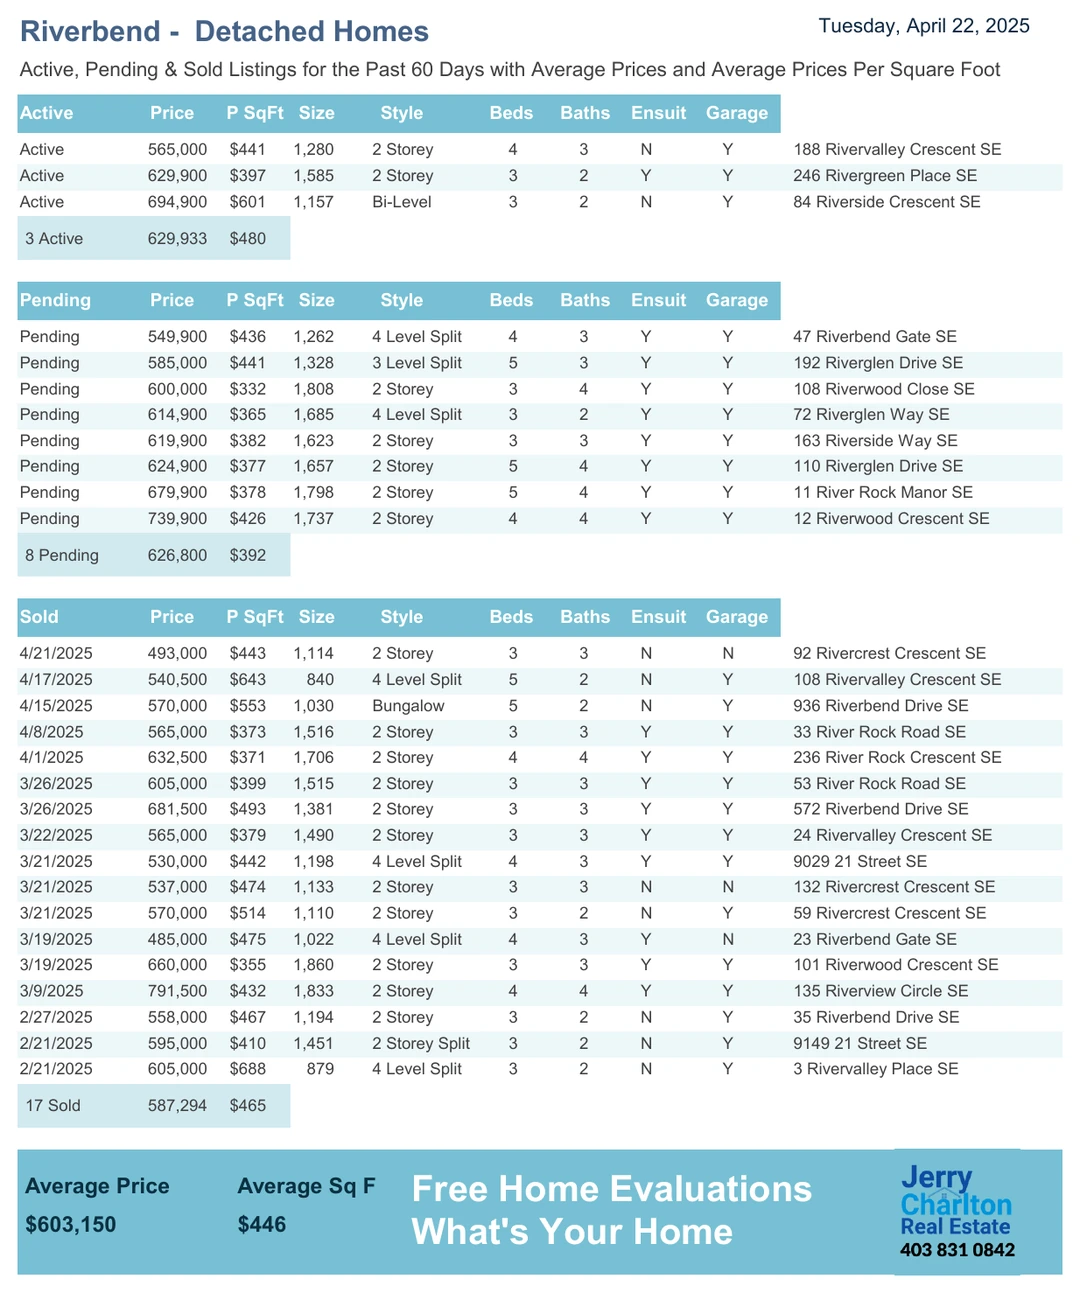 Riverbend - Detached Homes
Tuesday, April 22, 2025
Active, Pending & Sold Listings for the Past 60 Days with Average Prices and Average Prices Per Square Foot
Active Price P SqFt Size Style Beds Baths Ensuit Garage
Active 565,000 $441 1,280 2 Storey 4 3 N Y 188 Rivervalley Crescent SE
Active 629,900 $397 1,585 2 Storey 3 2 Y Y 246 Rivergreen Place SE
Active 694,900 $601 1,157 Bi-Level 3 2 N Y 84 Riverside Crescent SE
3 Active 629,933 $480
Pending Price P SqFt Size Style Beds Baths Ensuit Garage
Pending 549,900 $436 1,262 4 Level Split 4 3 Y Y 47 Riverbend Gate SE
Pending 585,000 $441 1,328 3 Level Split 5 3 Y Y 192 Riverglen Drive SE
Pending 600,000 $332 1,808 2 Storey 3 4 Y Y 108 Riverwood Close SE
Pending 614,900 $365 1,685 4 Level Split 3 2 Y Y 72 Riverglen Way SE
Pending 619,900 $382 1,623 2 Storey 3 3 Y Y 163 Riverside Way SE
Pending 624,900 $377 1,657 2 Storey 5 4 Y Y 110 Riverglen Drive SE
Pending 679,900 $378 1,798 2 Storey 5 4 Y Y 11 River Rock Manor SE
Pending 739,900 $426 1,737 2 Storey 4 4 Y Y 12 Riverwood Crescent SE
8 Pending 626,800 $392
Sold Price P SqFt Size Style Beds Baths Ensuit Garage
4/21/2025 493,000 $443 1,114 2 Storey 3 3 N N 92 Rivercrest Crescent SE
4/17/2025 540,500 $643 840 4 Level Split 5 2 N Y 108 Rivervalley Crescent SE
4/15/2025 570,000 $553 1,030 Bungalow 5 2 N Y 936 Riverbend Drive SE
4/8/2025 565,000 $373 1,516 2 Storey 3 3 Y Y 33 River Rock Road SE
4/1/2025 632,500 $371 1,706 2 Storey 4 4 Y Y 236 River Rock Crescent SE
3/26/2025 605,000 $399 1,515 2 Storey 3 3 Y Y 53 River Rock Road SE
3/26/2025 681,500 $493 1,381 2 Storey 3 3 Y Y 572 Riverbend Drive SE
3/22/2025 565,000 $379 1,490 2 Storey 3 3 Y Y 24 Rivervalley Crescent SE
3/21/2025 530,000 $442 1,198 4 Level Split 4 3 Y Y 9029 21 Street SE
3/21/2025 537,000 $474 1,133 2 Storey 3 3 N N 132 Rivercrest Crescent SE
3/21/2025 570,000 $514 1,110 2 Storey 3 2 N Y 59 Rivercrest Crescent SE
3/19/2025 485,000 $475 1,022 4 Level Split 4 3 Y N 23 Riverbend Gate SE
3/19/2025 660,000 $355 1,860 2 Storey 3 3 Y Y 101 Riverwood Crescent SE
3/9/2025 791,500 $432 1,833 2 Storey 4 4 Y Y 135 Riverview Circle SE
2/27/2025 558,000 $467 1,194 2 Storey 3 2 N Y 35 Riverbend Drive SE
2/21/2025 595,000 $410 1,451 2 Storey Split 3 2 N Y 9149 21 Street SE
2/21/2025 605,000 $688 879 4 Level Split 3 2 N Y 3 Rivervalley Place SE
17 Sold 587,294 $465
Average Price Average Sq F
$603,150 $446
Free Home Evaluations
What's Your Home
Jerry
Charlton
Real Estate
403 831 0842